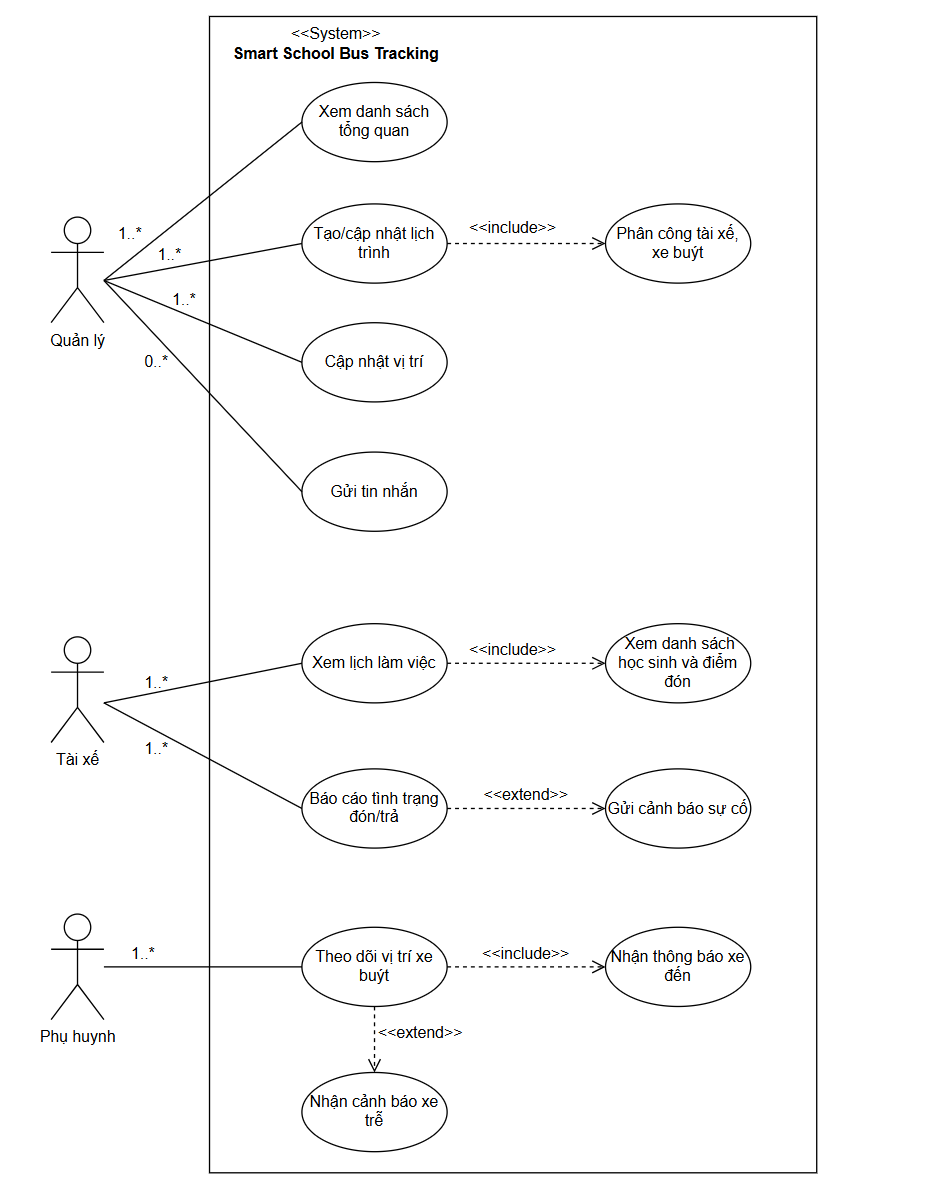 <<System>>
Smart School Bus Tracking
Xem danh sách
tổng quan
1..*
Tạo/cập nhật lịch
trình
<<include>>
Phân công tài xế,
xe buýt
1..*
1..*
Quản lý
0..*
Cập nhật vị trí
Gửi tin nhắn
Xem lịch làm việc
<<include>>
Xem danh sách
học sinh và điểm
đón
1..*
Tài xế
1..*
Báo cáo tình trạng
đón/trả
<<extend>>
Gửi cảnh báo sự cố
1..*
Theo dõi vị trí xe
buýt
<<include>>
Nhận thông báo xe
đến
Phụ huynh
<<extend>>
Nhận cảnh báo xe
trễ